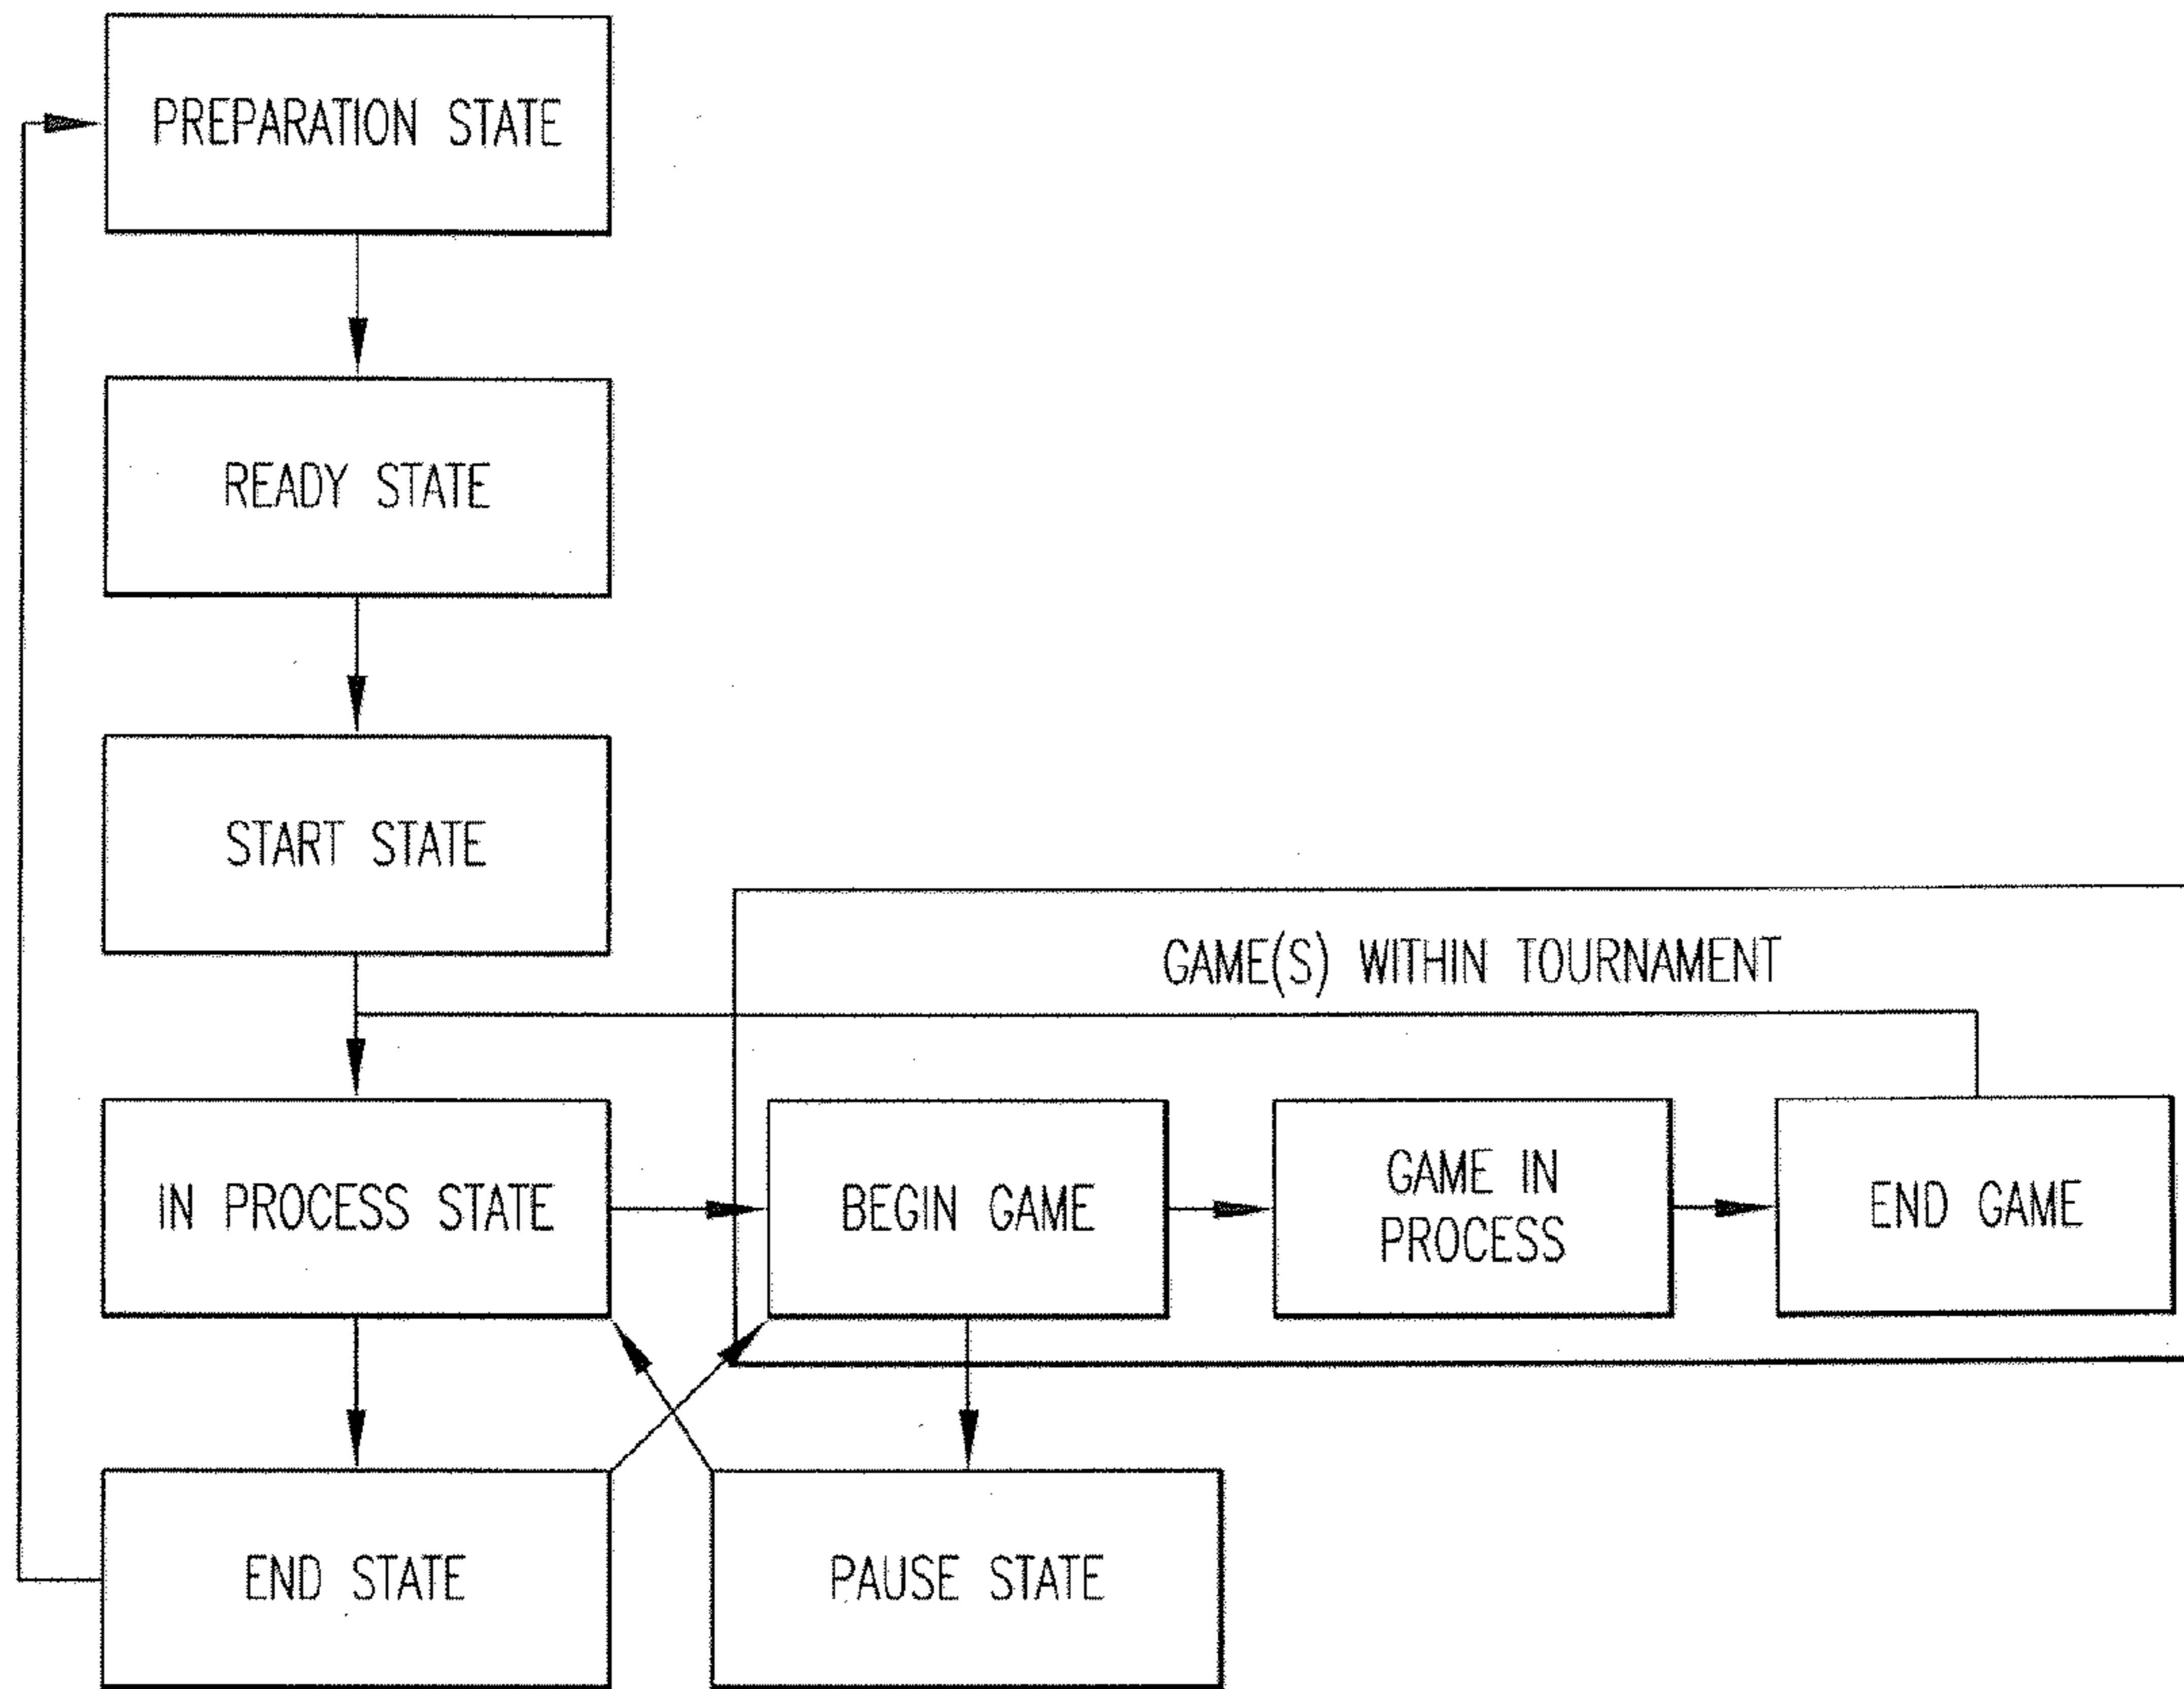 PREPARATION STATE
READY STATE
START STATE
GAME(S) WITHIN TOURNAMENT
IN PROCESS STATE
BEGIN GAME
GAME IN
PROCESS
END GAME
END STATE
PAUSE STATE